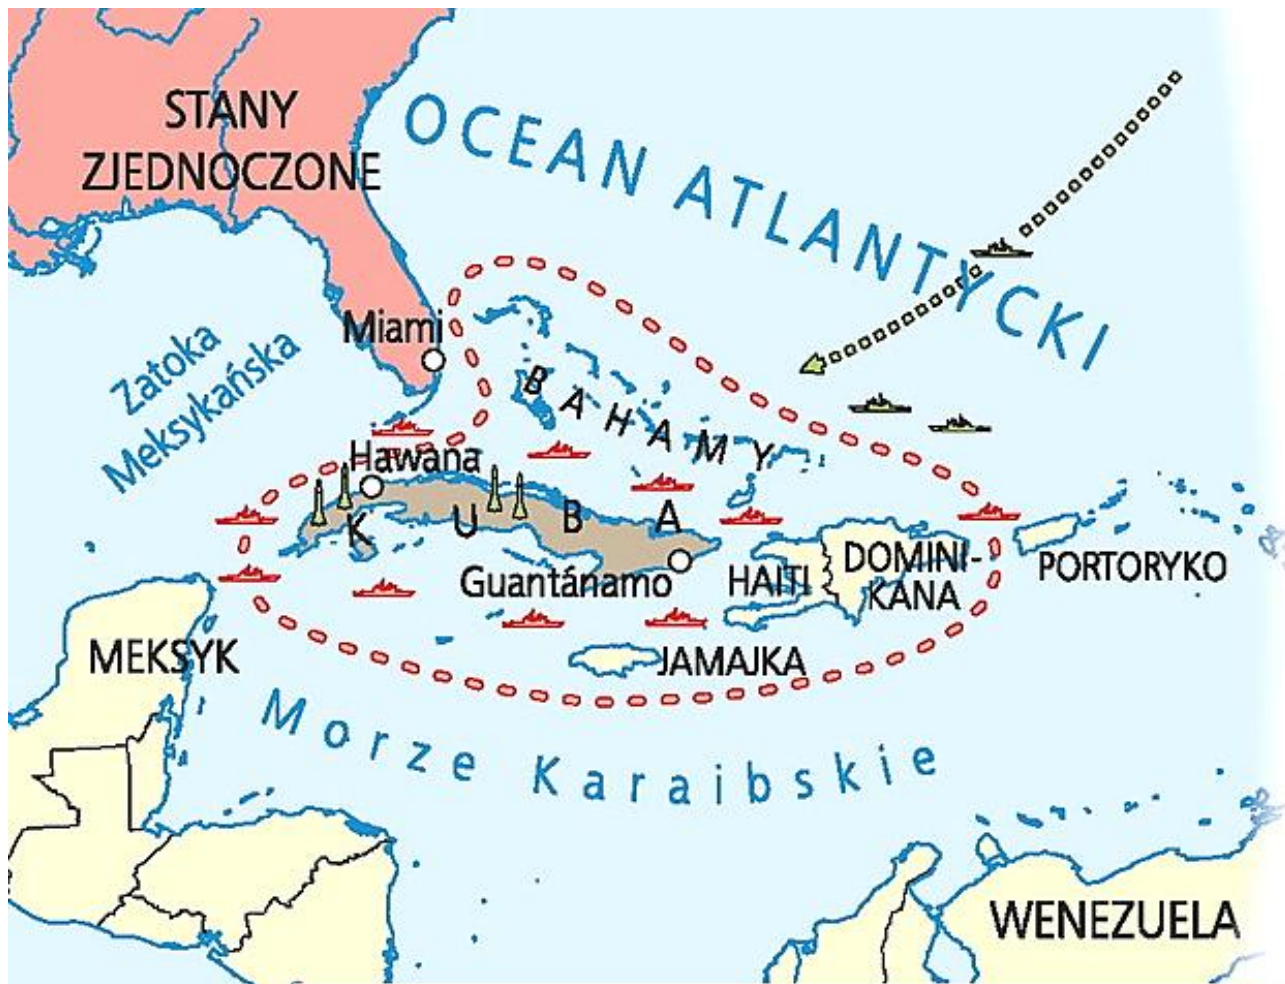 STANY
ZJEDNOCZONE
OCEAN ATLANTYCKI
Miami
Zatoka
Meksykańska
BAHAMY
Hawana
KUBA
Guantánamo
HAITI
DOMINI-
KANA
PORTORYKO
MEKSYK
JAMAJKA
Morze Karaibskie
WENEZUELA